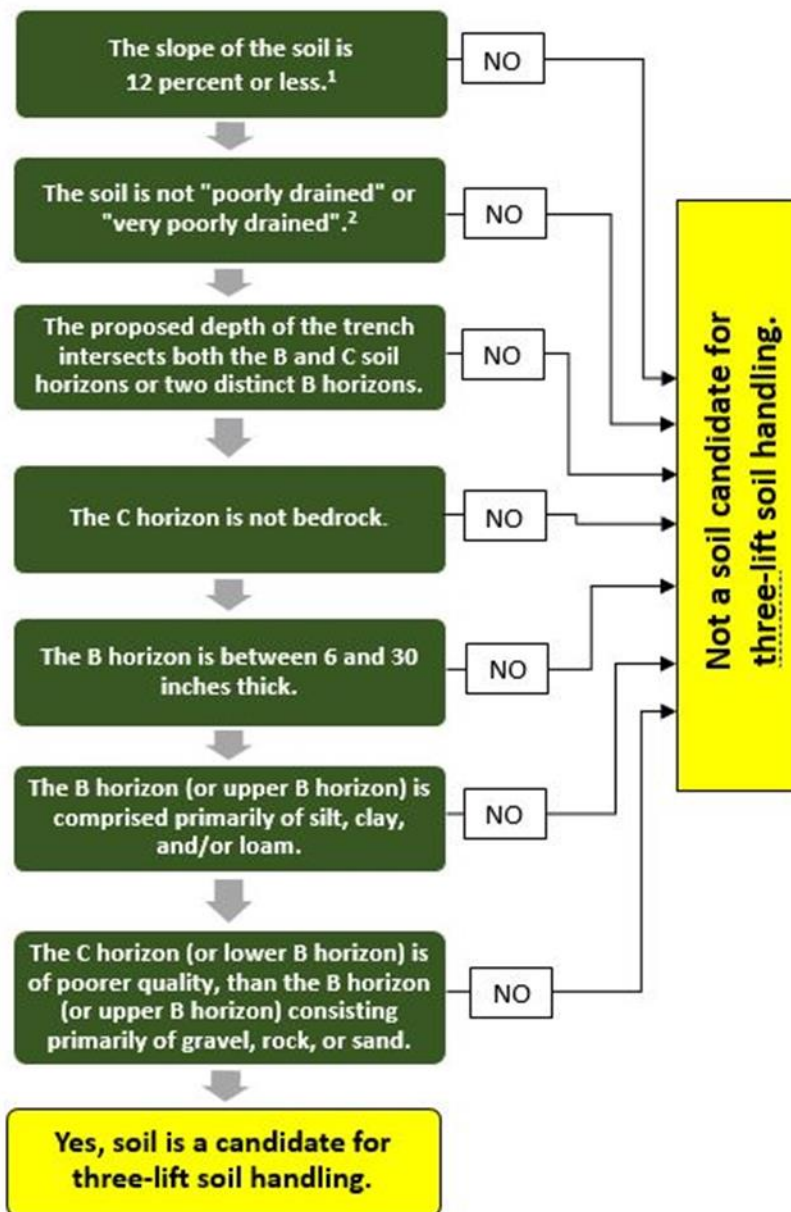 The slope of the soil is
12 percent or less.¹
NO
The soil is not "poorly drained" or
"very poorly drained".²
NO
The proposed depth of the trench
intersects both the B and C soil
horizons or two distinct B horizons.
NO
The C horizon is not bedrock.
NO
The B horizon is between 6 and 30
inches thick.
NO
The B horizon (or upper B horizon) is
comprised primarily of silt, clay,
and/or loam.
NO
The C horizon (or lower B horizon) is
of poorer quality, than the B horizon
(or upper B horizon) consisting
primarily of gravel, rock, or sand.
NO
Yes, soil is a candidate for
three-lift soil handling.
Not a soil candidate for
three-lift soil handling.